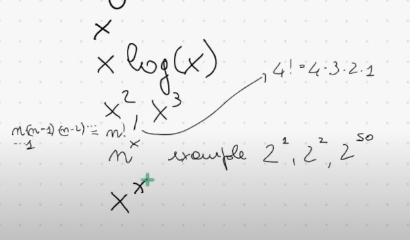 x
x log(x)
x², x³
4! = 4·3·2·1
n(n-1)(n-2)... = n!
...1
nˣ example 2¹, 2², 2⁵⁰
xˣ